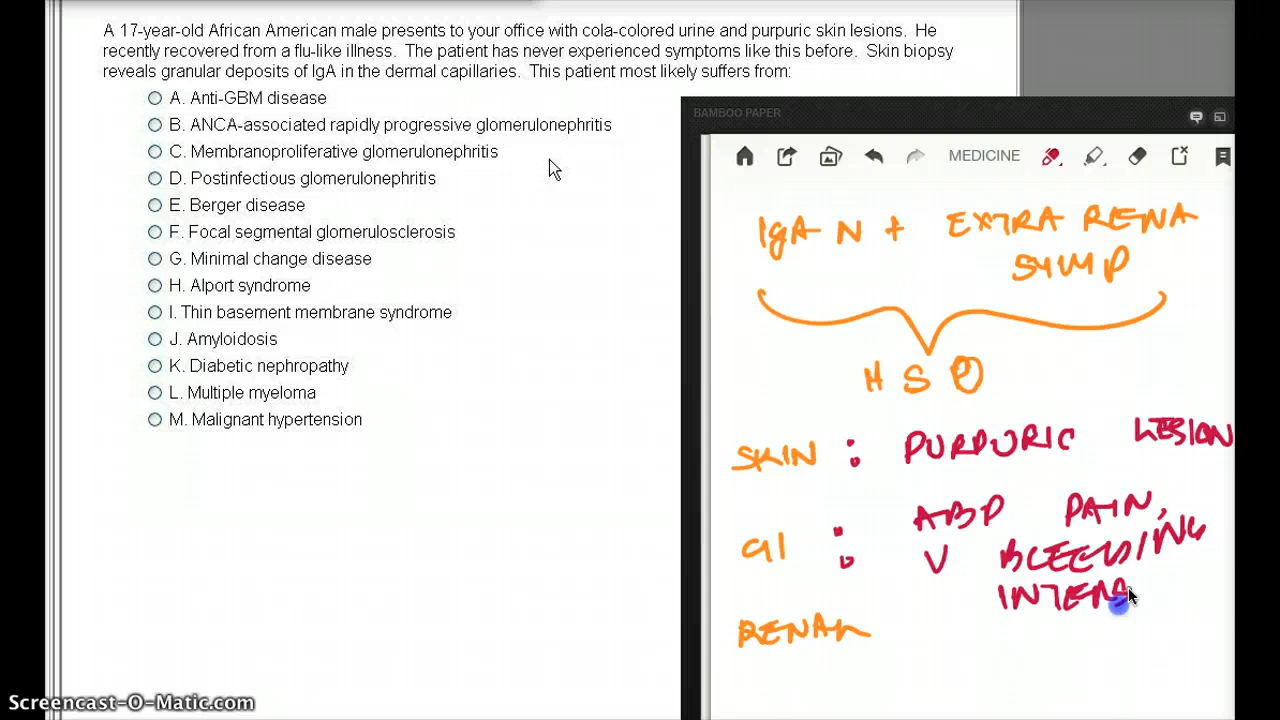 A 17-year-old African American male presents to your office with cola-colored urine and purpuric skin lesions. He
recently recovered from a flu-like illness. The patient has never experienced symptoms like this before. Skin biopsy
reveals granular deposits of IgA in the dermal capillaries. This patient most likely suffers from:
A. Anti-GBM disease
B. ANCA-associated rapidly progressive glomerulonephritis
C. Membranoproliferative glomerulonephritis
D. Postinfectious glomerulonephritis
E. Berger disease
F. Focal segmental glomerulosclerosis
G. Minimal change disease
H. Alport syndrome
I. Thin basement membrane syndrome
J. Amyloidosis
K. Diabetic nephropathy
L. Multiple myeloma
M. Malignant hypertension
BAMBOO PAPER
MEDICINE
IgA N + EXTRA RENA
SYMP
H S P
SKIN : PURPURIC LESION
GI : ABD PAIN,
V BLEEDING
INTERS
RENAL
Screencast-O-Matic.com